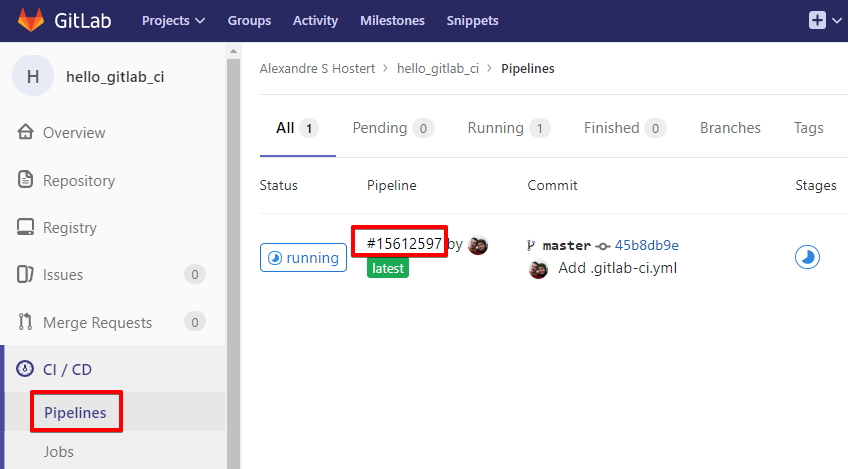 GitLab Projects Groups Activity Milestones Snippets
H hello_gitlab_ci
Overview
Repository
Registry
Issues 0
Merge Requests 0
CI / CD
Pipelines
Jobs
Alexandre S Hostert > hello_gitlab_ci > Pipelines
All 1 Pending 0 Running 1 Finished 0 Branches Tags
Status Pipeline Commit Stages
running #15612597 by master 45b8db9e
latest Add .gitlab-ci.yml